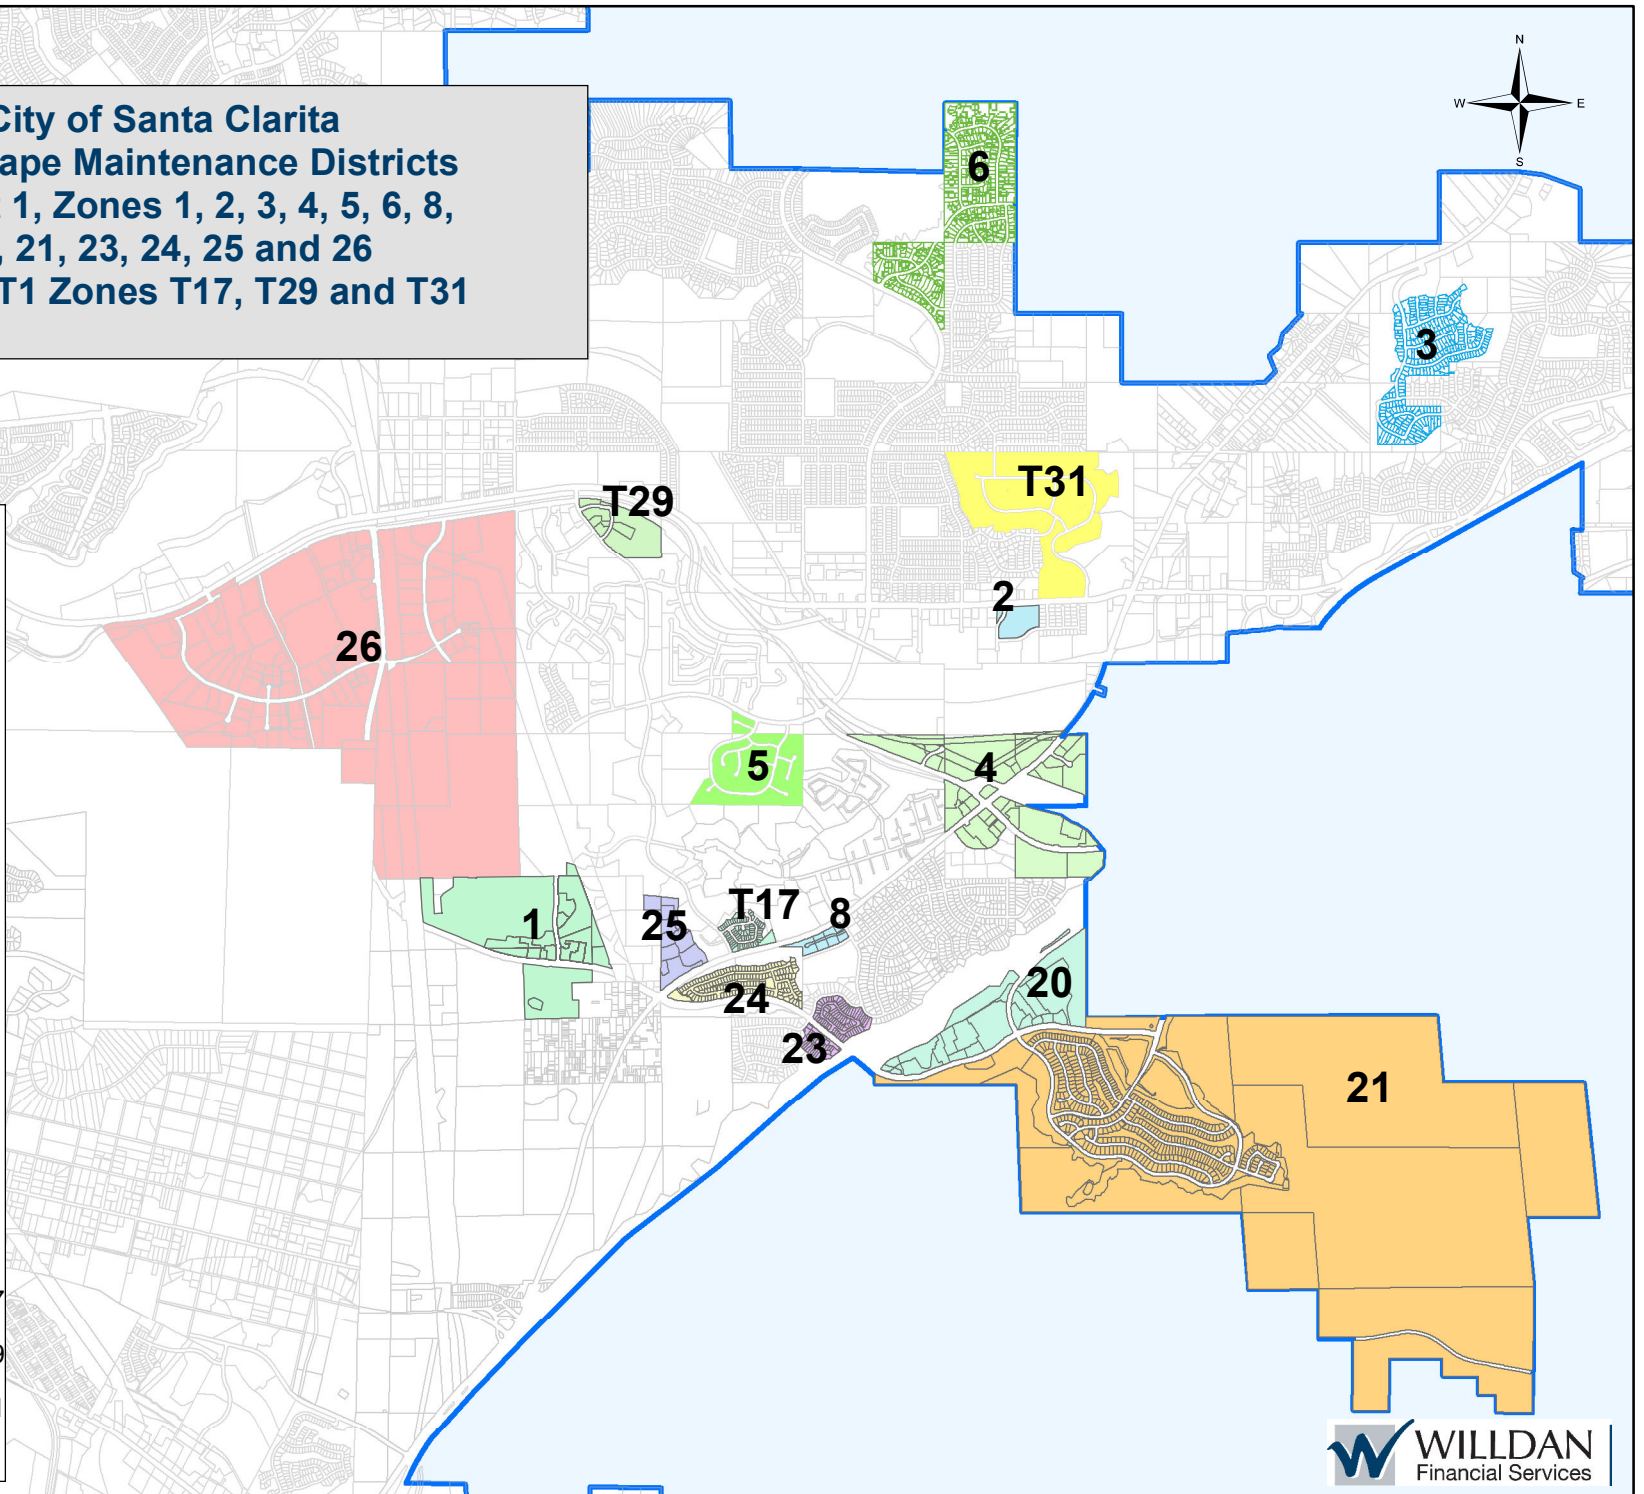 City of Santa Clarita
ape Maintenance Districts
1, Zones 1, 2, 3, 4, 5, 6, 8,
, 21, 23, 24, 25 and 26
T1 Zones T17, T29 and T31
N
W E
S
6
3
T31
T29
2
26
5
4
T17
8
1
25
20
24
23
21
7
9
WILLDAN
Financial Services